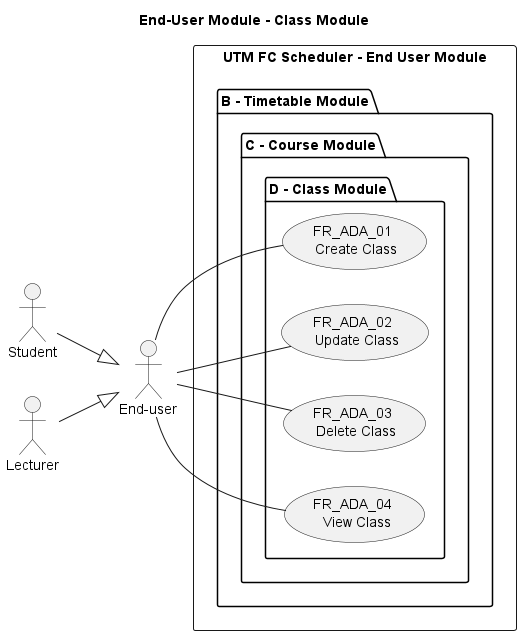 End-User Module - Class Module
UTM FC Scheduler - End User Module
B - Timetable Module
C - Course Module
D - Class Module
FR_ADA_01
Create Class
FR_ADA_02
Update Class
FR_ADA_03
Delete Class
FR_ADA_04
View Class
Student
End-user
Lecturer